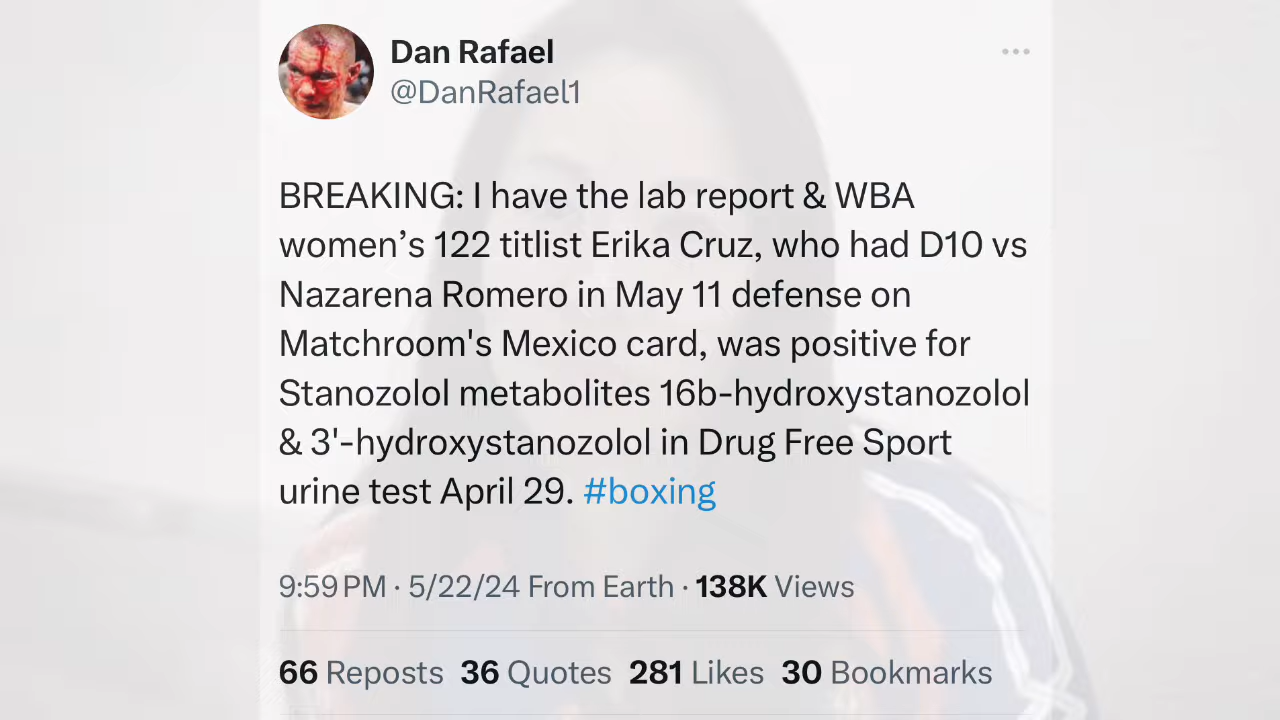 Dan Rafael
@DanRafael1
BREAKING: I have the lab report & WBA
women’s 122 titlist Erika Cruz, who had D10 vs
Nazarena Romero in May 11 defense on
Matchroom's Mexico card, was positive for
Stanozolol metabolites 16b-hydroxystanozolol
& 3'-hydroxystanozolol in Drug Free Sport
urine test April 29. #boxing
9:59 PM · 5/22/24 From Earth · 138K Views
66 Reposts 36 Quotes 281 Likes 30 Bookmarks